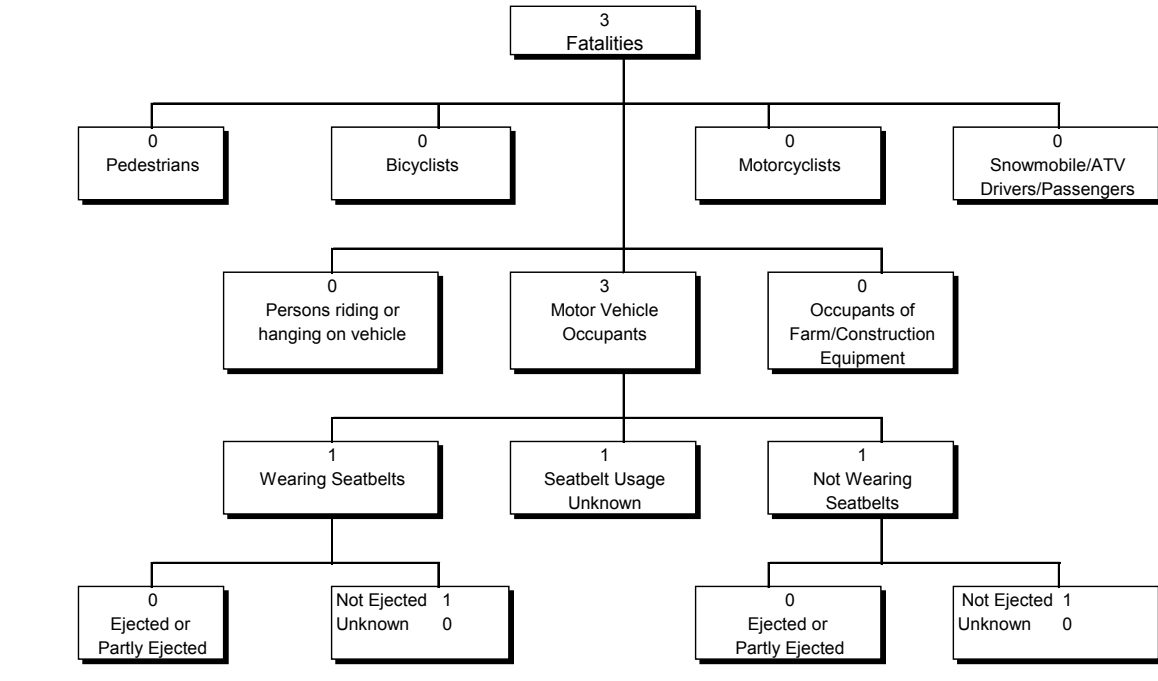 3
Fatalities
0
Pedestrians
0
Bicyclists
0
Motorcyclists
0
Snowmobile/ATV
Drivers/Passengers
0
Persons riding or
hanging on vehicle
3
Motor Vehicle
Occupants
0
Occupants of
Farm/Construction
Equipment
1
Wearing Seatbelts
1
Seatbelt Usage
Unknown
1
Not Wearing
Seatbelts
0
Ejected or
Partly Ejected
Not Ejected 1
Unknown 0
0
Ejected or
Partly Ejected
Not Ejected 1
Unknown 0